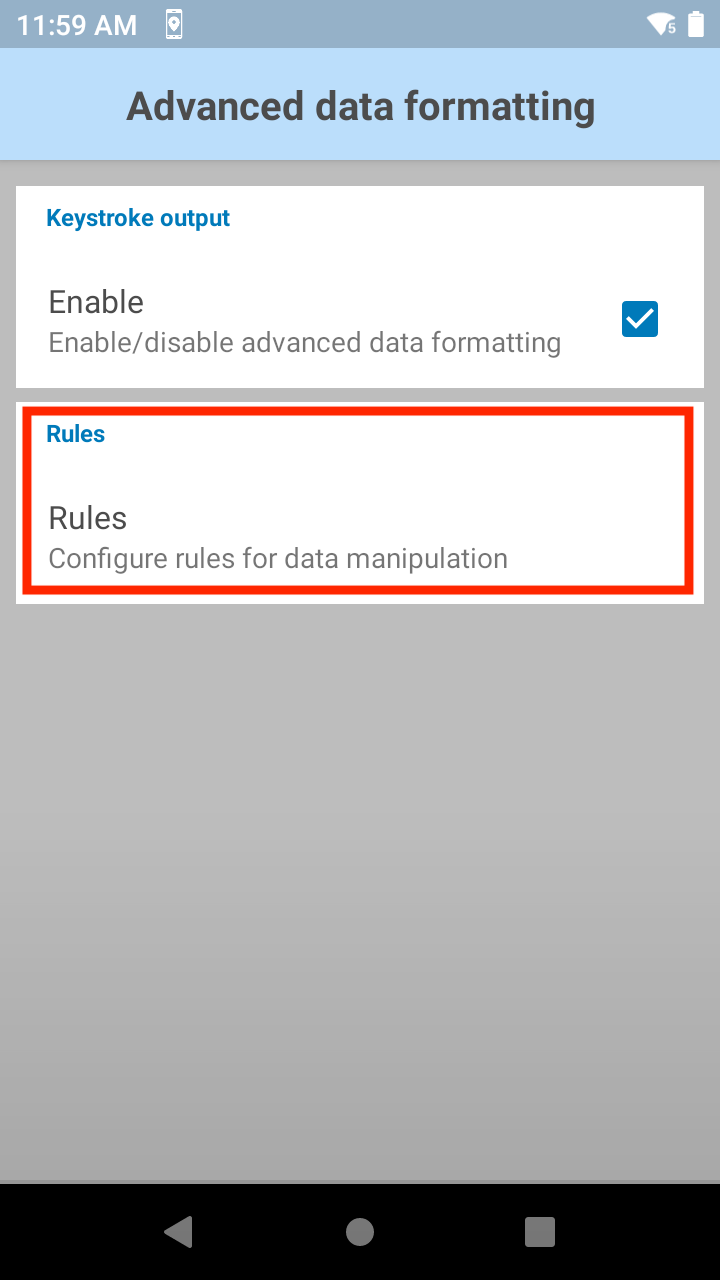 11:59 AM
5
Advanced data formatting
Keystroke output
Enable
Enable/disable advanced data formatting
Rules
Rules
Configure rules for data manipulation